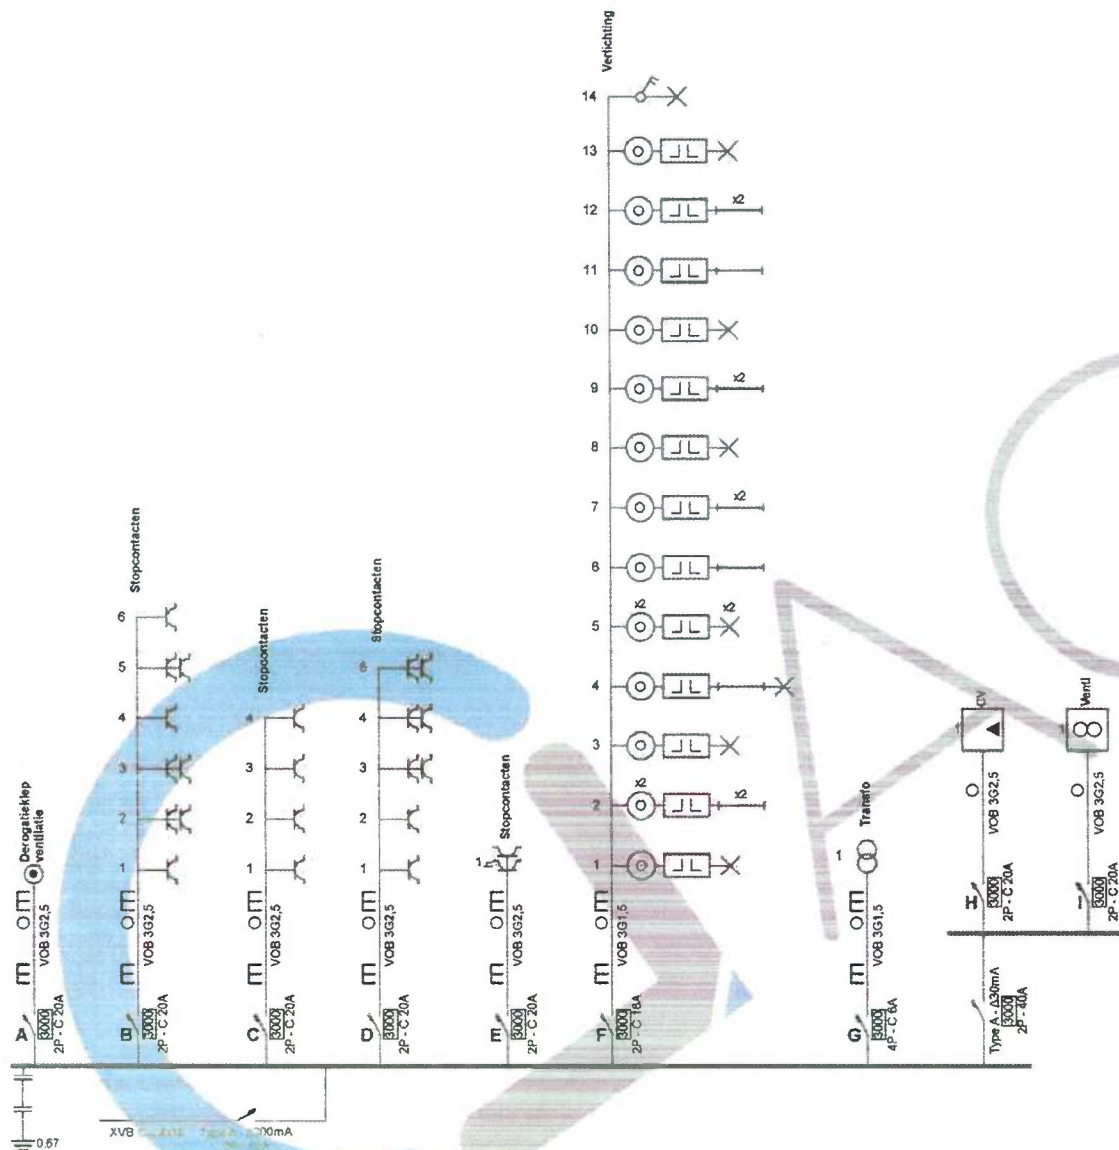 Verlichting
14
13
12
x2
11
10
9
x2
8
7
x2
6
5
x2
x2
4
3
2
x2
x2
1
Stopcontacten
6
5
4
3
2
1
Stopcontacten
4
3
2
1
Stopcontacten
6
4
3
2
1
Stopcontacten
1
Derogatieklep
ventilatie
Transfo
1
CV
1
Ventil
1
VOB 3G2,5
VOB 3G2,5
VOB 3G2,5
VOB 3G2,5
VOB 3G2,5
VOB 3G1,5
VOB 3G1,5
VOB 3G2,5
VOB 3G2,5
A
3000
2P - C 20A
B
3000
2P - C 20A
C
3000
2P - C 20A
D
3000
2P - C 20A
E
3000
2P - C 20A
F
3000
2P - C 16A
G
3000
4P - C 6A
H
3000
2P - C 20A
I
3000
2P - C 20A
Type A - Δ30mA
3000
2P - 40A
XVB
300mA
0,67